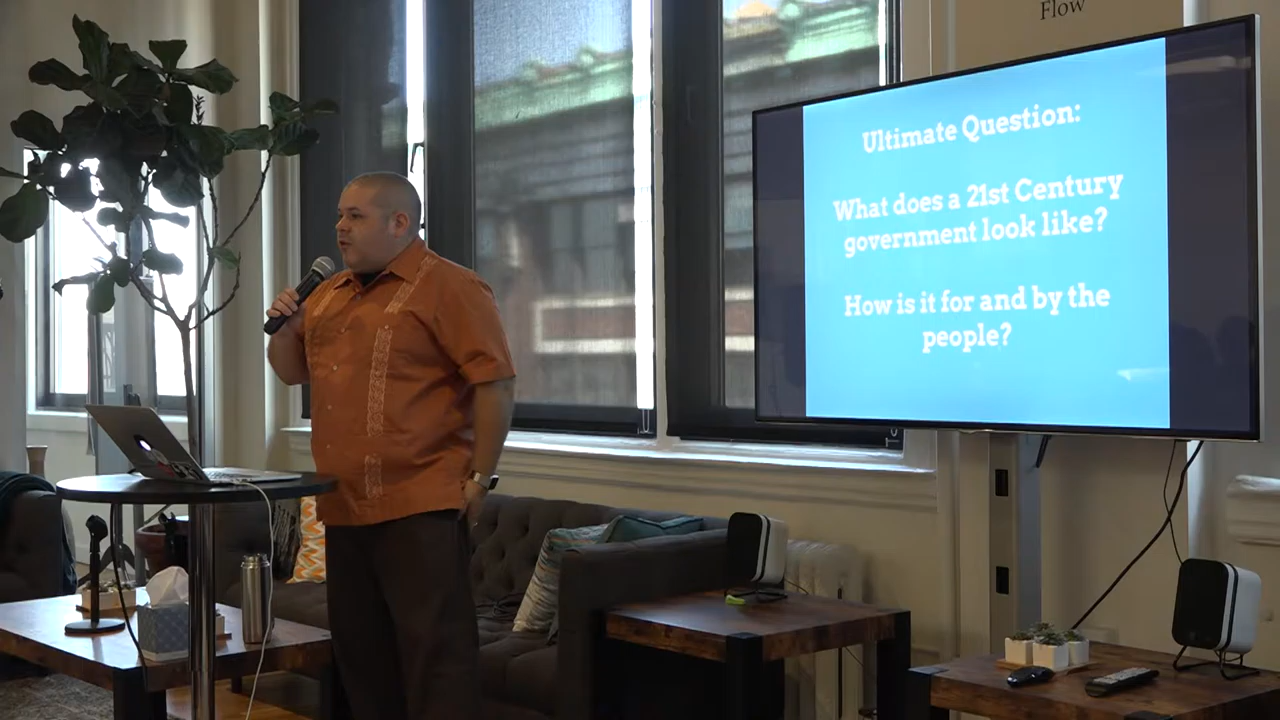 Flow
Ultimate Question:
What does a 21st Century
government look like?
How is it for and by the
people?